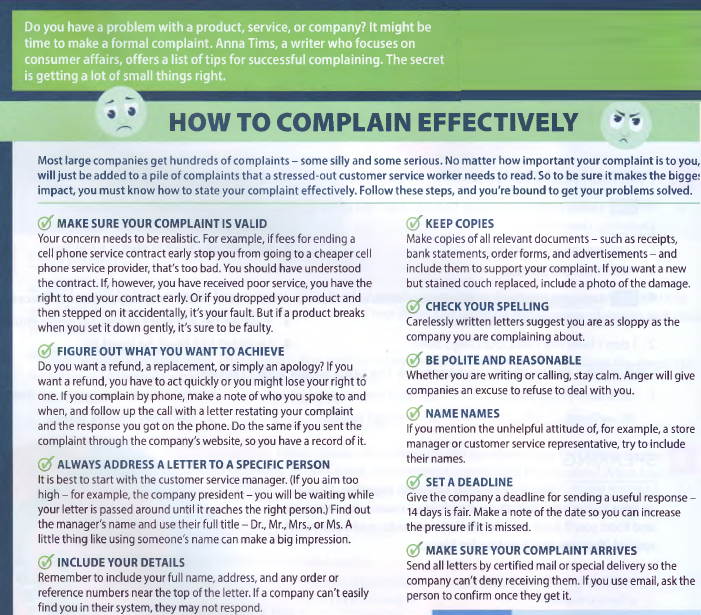 Do you have a problem with a product, service, or company? It might be
time to make a formal complaint. Anna Tims, a writer who focuses on
consumer affairs, offers a list of tips for successful complaining. The secret
is getting a lot of small things right.
HOW TO COMPLAIN EFFECTIVELY
Most large companies get hundreds of complaints – some silly and some serious. No matter how important your complaint is to you,
will just be added to a pile of complaints that a stressed-out customer service worker needs to read. So to be sure it makes the bigges
impact, you must know how to state your complaint effectively. Follow these steps, and you're bound to get your problems solved.
MAKE SURE YOUR COMPLAINT IS VALID
Your concern needs to be realistic. For example, if fees for ending a
cell phone service contract early stop you from going to a cheaper cell
phone service provider, that's too bad. You should have understood
the contract. If, however, you have received poor service, you have the
right to end your contract early. Or if you dropped your product and
then stepped on it accidentally, it's your fault. But if a product breaks
when you set it down gently, it's sure to be faulty.
FIGURE OUT WHAT YOU WANT TO ACHIEVE
Do you want a refund, a replacement, or simply an apology? If you
want a refund, you have to act quickly or you might lose your right to
one. If you complain by phone, make a note of who you spoke to and
when, and follow up the call with a letter restating your complaint
and the response you got on the phone. Do the same if you sent the
complaint through the company's website, so you have a record of it.
ALWAYS ADDRESS A LETTER TO A SPECIFIC PERSON
It is best to start with the customer service manager. (If you aim too
high – for example, the company president – you will be waiting while
your letter is passed around until it reaches the right person.) Find out
the manager's name and use their full title – Dr., Mr., Mrs., or Ms. A
little thing like using someone's name can make a big impression.
INCLUDE YOUR DETAILS
Remember to include your full name, address, and any order or
reference numbers near the top of the letter. If a company can't easily
find you in their system, they may not respond.
KEEP COPIES
Make copies of all relevant documents – such as receipts,
bank statements, order forms, and advertisements – and
include them to support your complaint. If you want a new
but stained couch replaced, include a photo of the damage.
CHECK YOUR SPELLING
Carelessly written letters suggest you are as sloppy as the
company you are complaining about.
BE POLITE AND REASONABLE
Whether you are writing or calling, stay calm. Anger will give
companies an excuse to refuse to deal with you.
NAME NAMES
If you mention the unhelpful attitude of, for example, a store
manager or customer service representative, try to include
their names.
SET A DEADLINE
Give the company a deadline for sending a useful response –
14 days is fair. Make a note of the date so you can increase
the pressure if it is missed.
MAKE SURE YOUR COMPLAINT ARRIVES
Send all letters by certified mail or special delivery so the
company can't deny receiving them. If you use email, ask the
person to confirm once they get it.